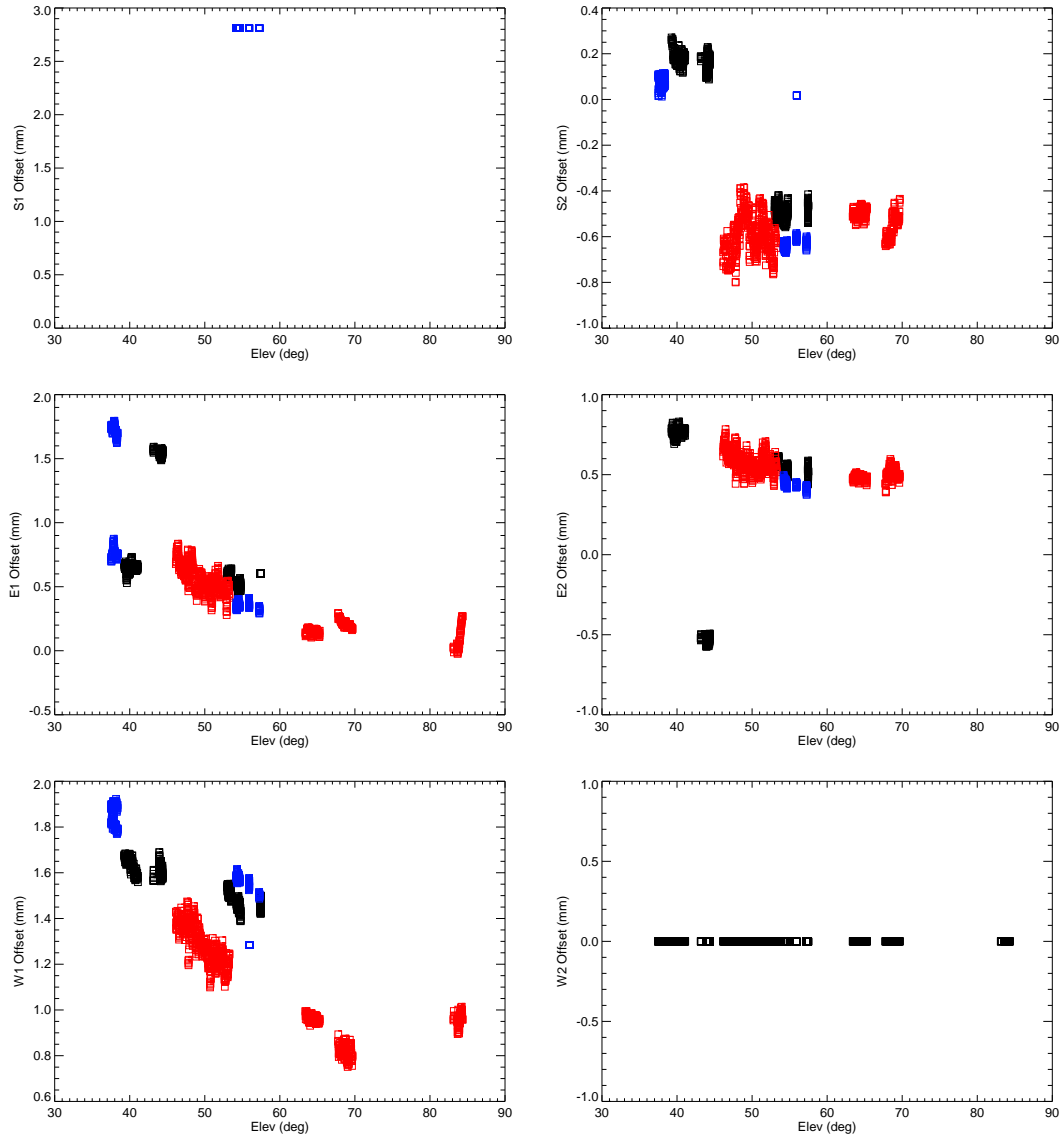 3.0
2.5
2.0
1.5
1.0
0.5
0.0
S1 Offset (mm)
30 40 50 60 70 80 90
Elev (deg)
0.4
0.2
0.0
-0.2
-0.4
-0.6
-0.8
-1.0
S2 Offset (mm)
30 40 50 60 70 80 90
Elev (deg)
2.0
1.5
1.0
0.5
0.0
-0.5
E1 Offset (mm)
30 40 50 60 70 80 90
Elev (deg)
1.0
0.5
0.0
-0.5
-1.0
E2 Offset (mm)
30 40 50 60 70 80 90
Elev (deg)
2.0
1.8
1.6
1.4
1.2
1.0
0.8
0.6
W1 Offset (mm)
30 40 50 60 70 80 90
Elev (deg)
1.0
0.5
0.0
-0.5
-1.0
W2 Offset (mm)
30 40 50 60 70 80 90
Elev (deg)